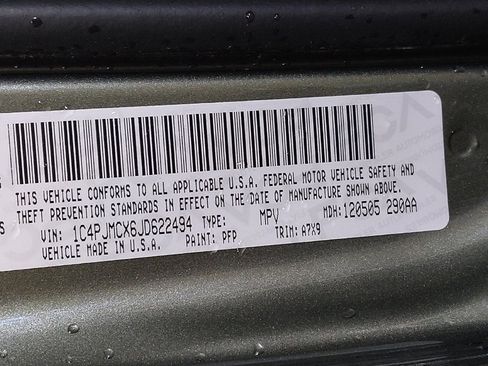 THIS VEHICLE CONFORMS TO ALL APPLICABLE U.S.A. FEDERAL MOTOR VEHICLE SAFETY AND
THEFT PREVENTION STANDARDS IN EFFECT ON THE DATE OF MANUFACTURE SHOWN ABOVE.
VIN: 1C4PJMCX6JD622494 TYPE: MPV MDH: 120505 290AA
VEHICLE MADE IN U.S.A. PAINT: PFP TRIM: A7X9